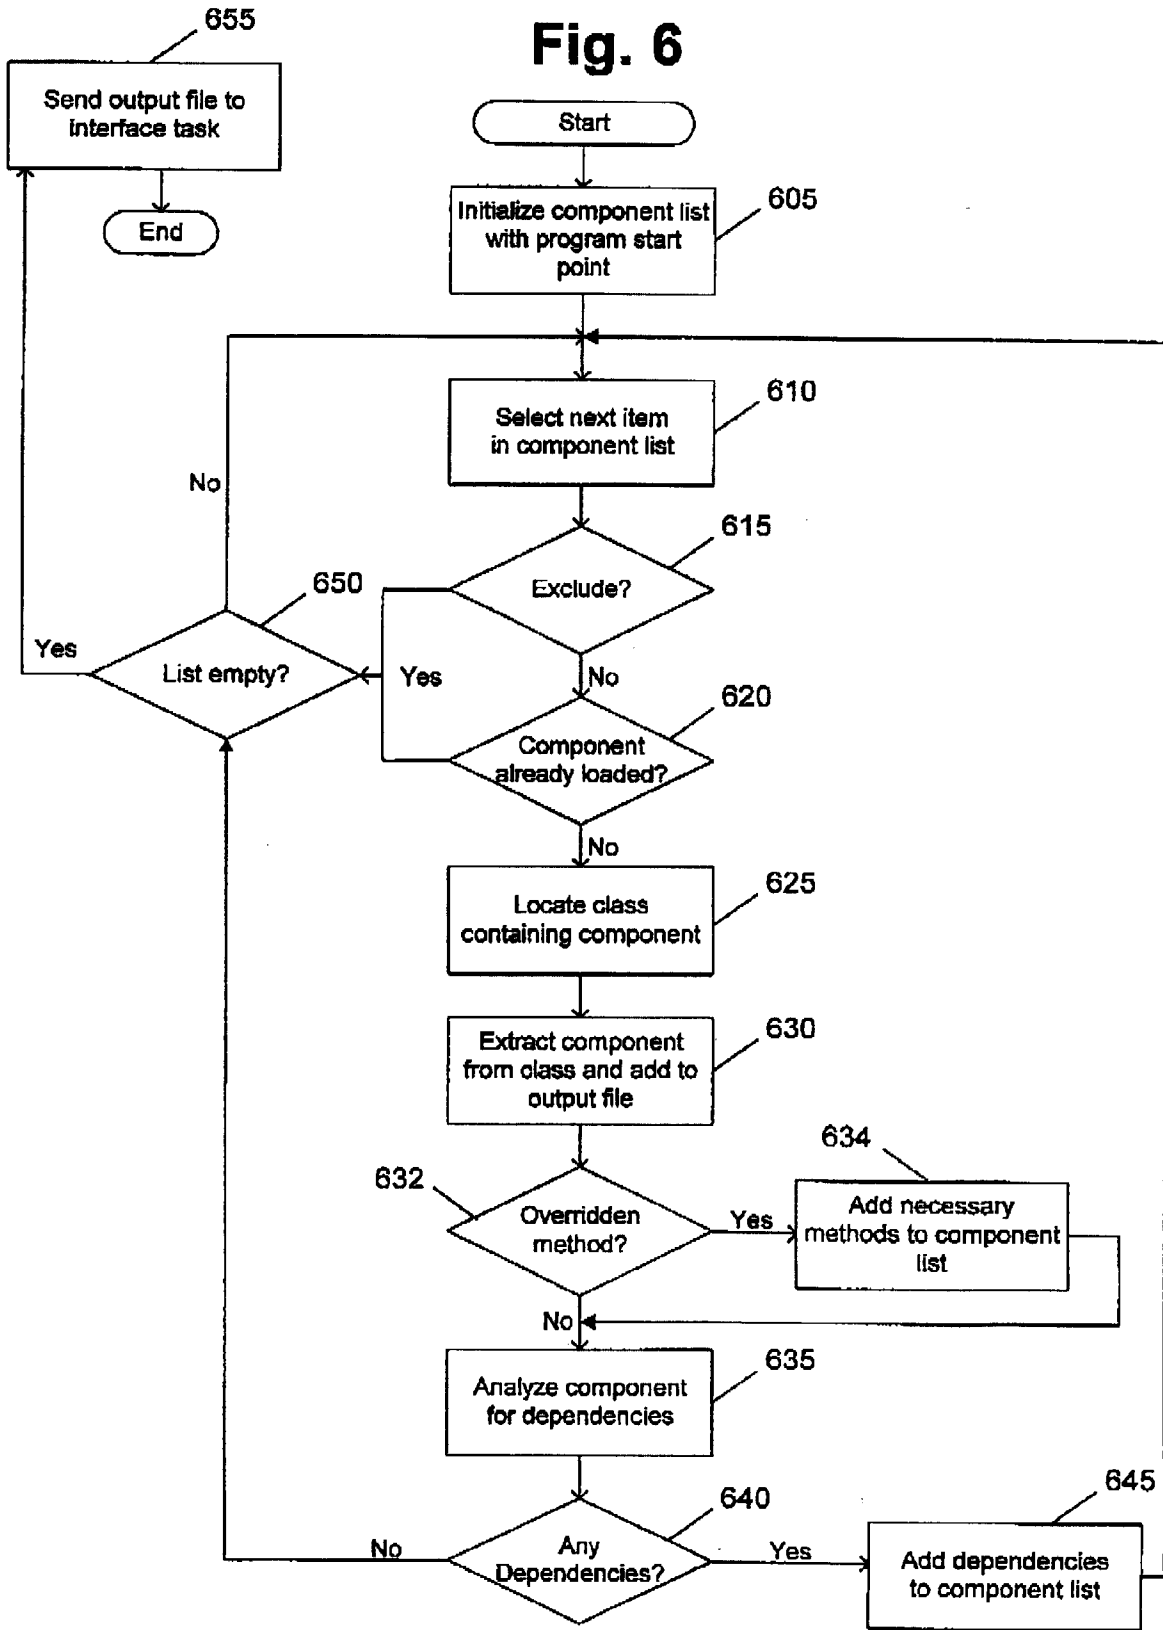 Fig. 6
655
Send output file to
interface task
End
Start
Initialize component list
with program start
point
605
Select next item
in component list
610
No
Exclude?
615
650
Yes
List empty?
Yes
No
Component
already loaded?
620
No
Locate class
containing component
625
Extract component
from class and add to
output file
630
632
Overridden
method?
Yes
634
Add necessary
methods to component
list
No
Analyze component
for dependencies
635
Any
Dependencies?
640
No
Yes
645
Add dependencies
to component list